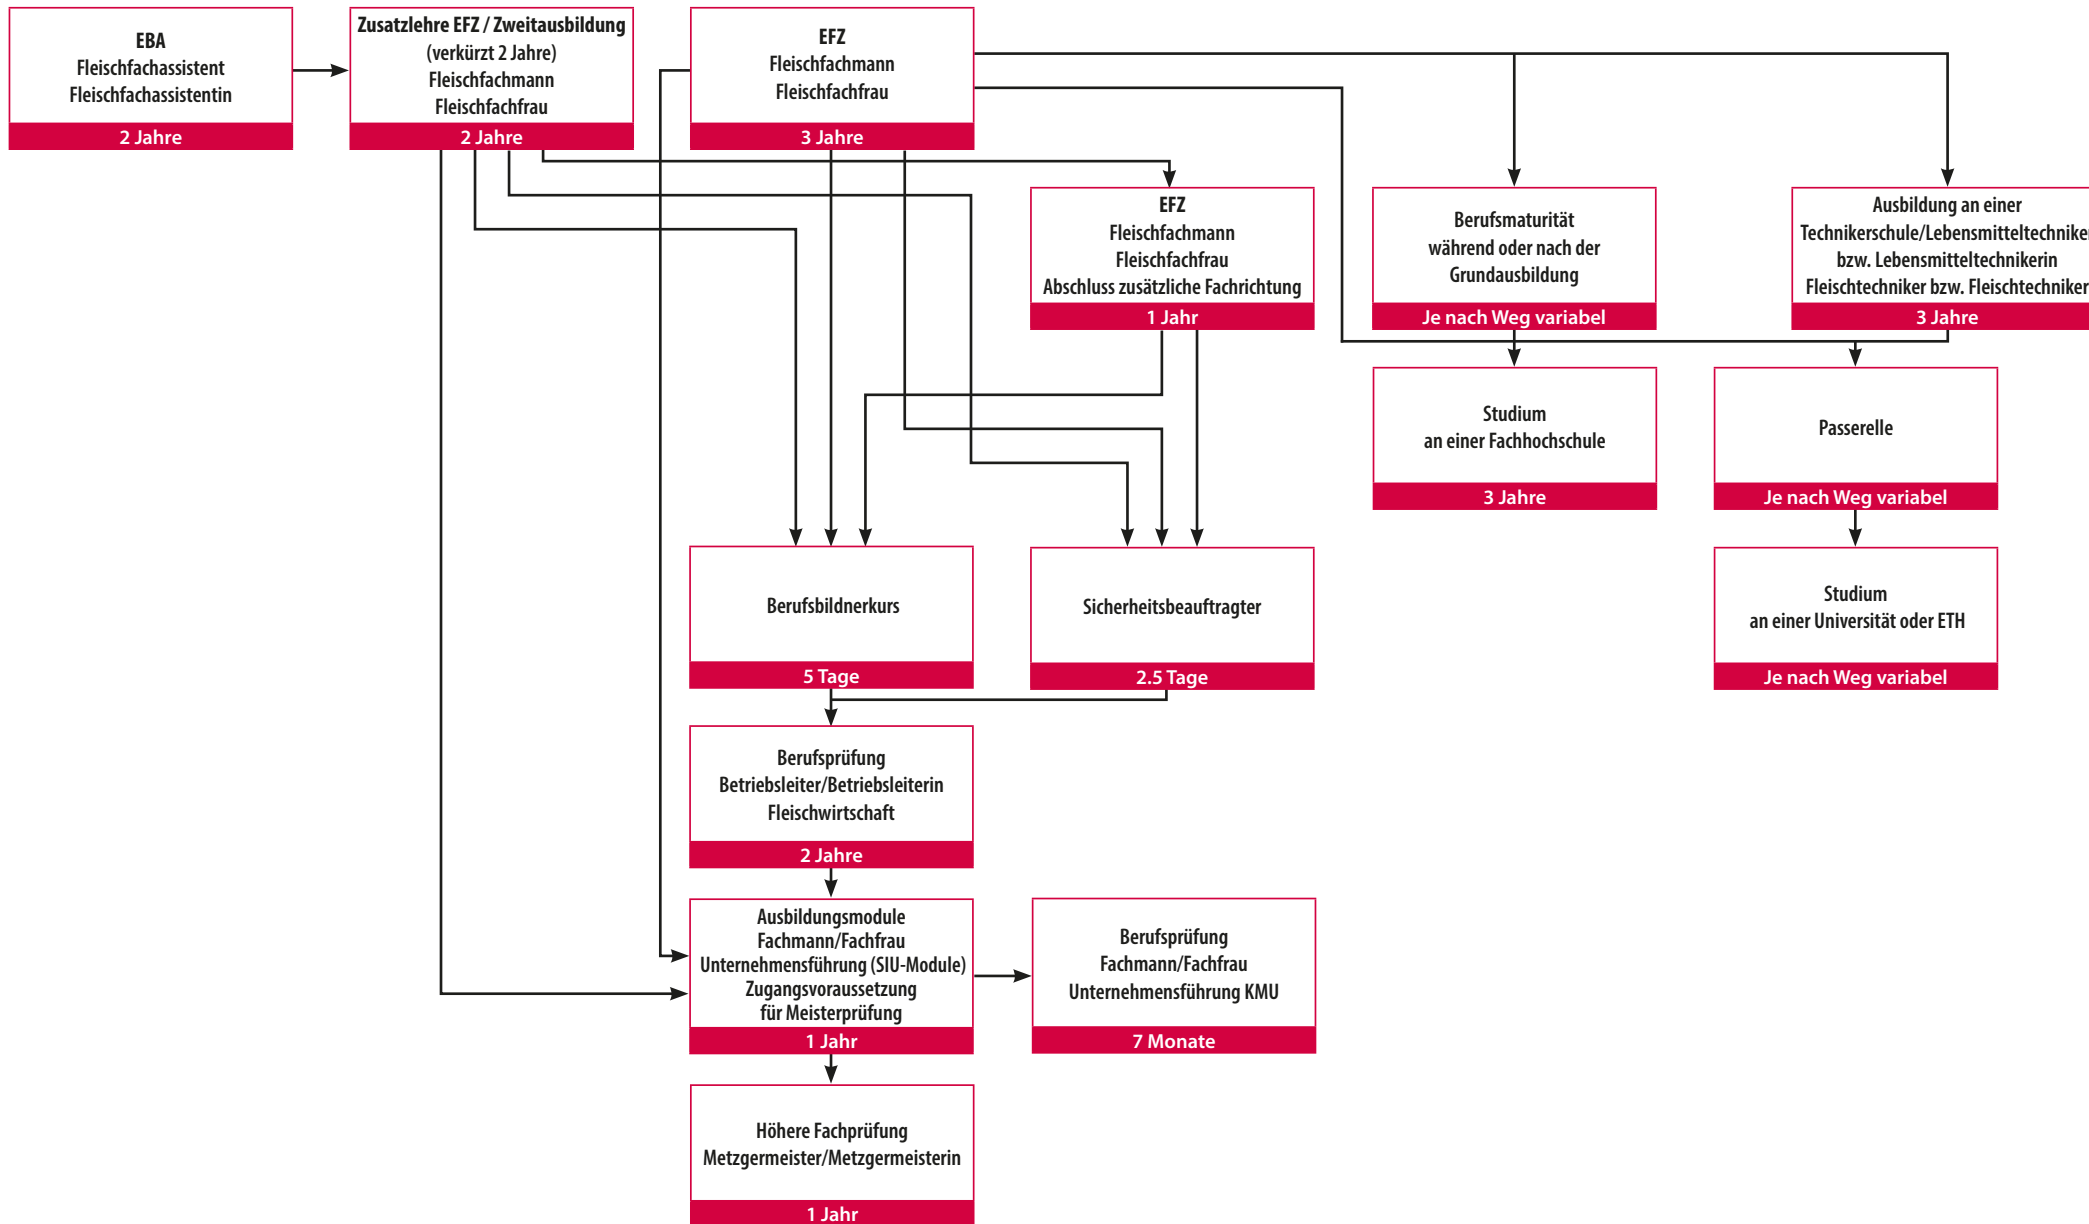 EBA
Fleischfachassistent
Fleischfachassistentin
2 Jahre
Zusatzlehre EFZ / Zweitausbildung
(verkürzt 2 Jahre)
Fleischfachmann
Fleischfachfrau
2 Jahre
EFZ
Fleischfachmann
Fleischfachfrau
3 Jahre
EFZ
Fleischfachmann
Fleischfachfrau
Abschluss zusätzliche Fachrichtung
1 Jahr
Berufsmaturität
während oder nach der
Grundausbildung
Je nach Weg variabel
Ausbildung an einer
Technikerschule/Lebensmitteltechniker
bzw. Lebensmitteltechnikerin
Fleischtechniker bzw. Fleischtechniker
3 Jahre
Studium
an einer Fachhochschule
3 Jahre
Passerelle
Je nach Weg variabel
Berufsbildnerkurs
5 Tage
Sicherheitsbeauftragter
2.5 Tage
Studium
an einer Universität oder ETH
Je nach Weg variabel
Berufsprüfung
Betriebsleiter/Betriebsleiterin
Fleischwirtschaft
2 Jahre
Ausbildungsmodule
Fachmann/Fachfrau
Unternehmensführung (SIU-Module)
Zugangsvoraussetzung
für Meisterprüfung
1 Jahr
Berufsprüfung
Fachmann/Fachfrau
Unternehmensführung KMU
7 Monate
Höhere Fachprüfung
Metzgermeister/Metzgermeisterin
1 Jahr